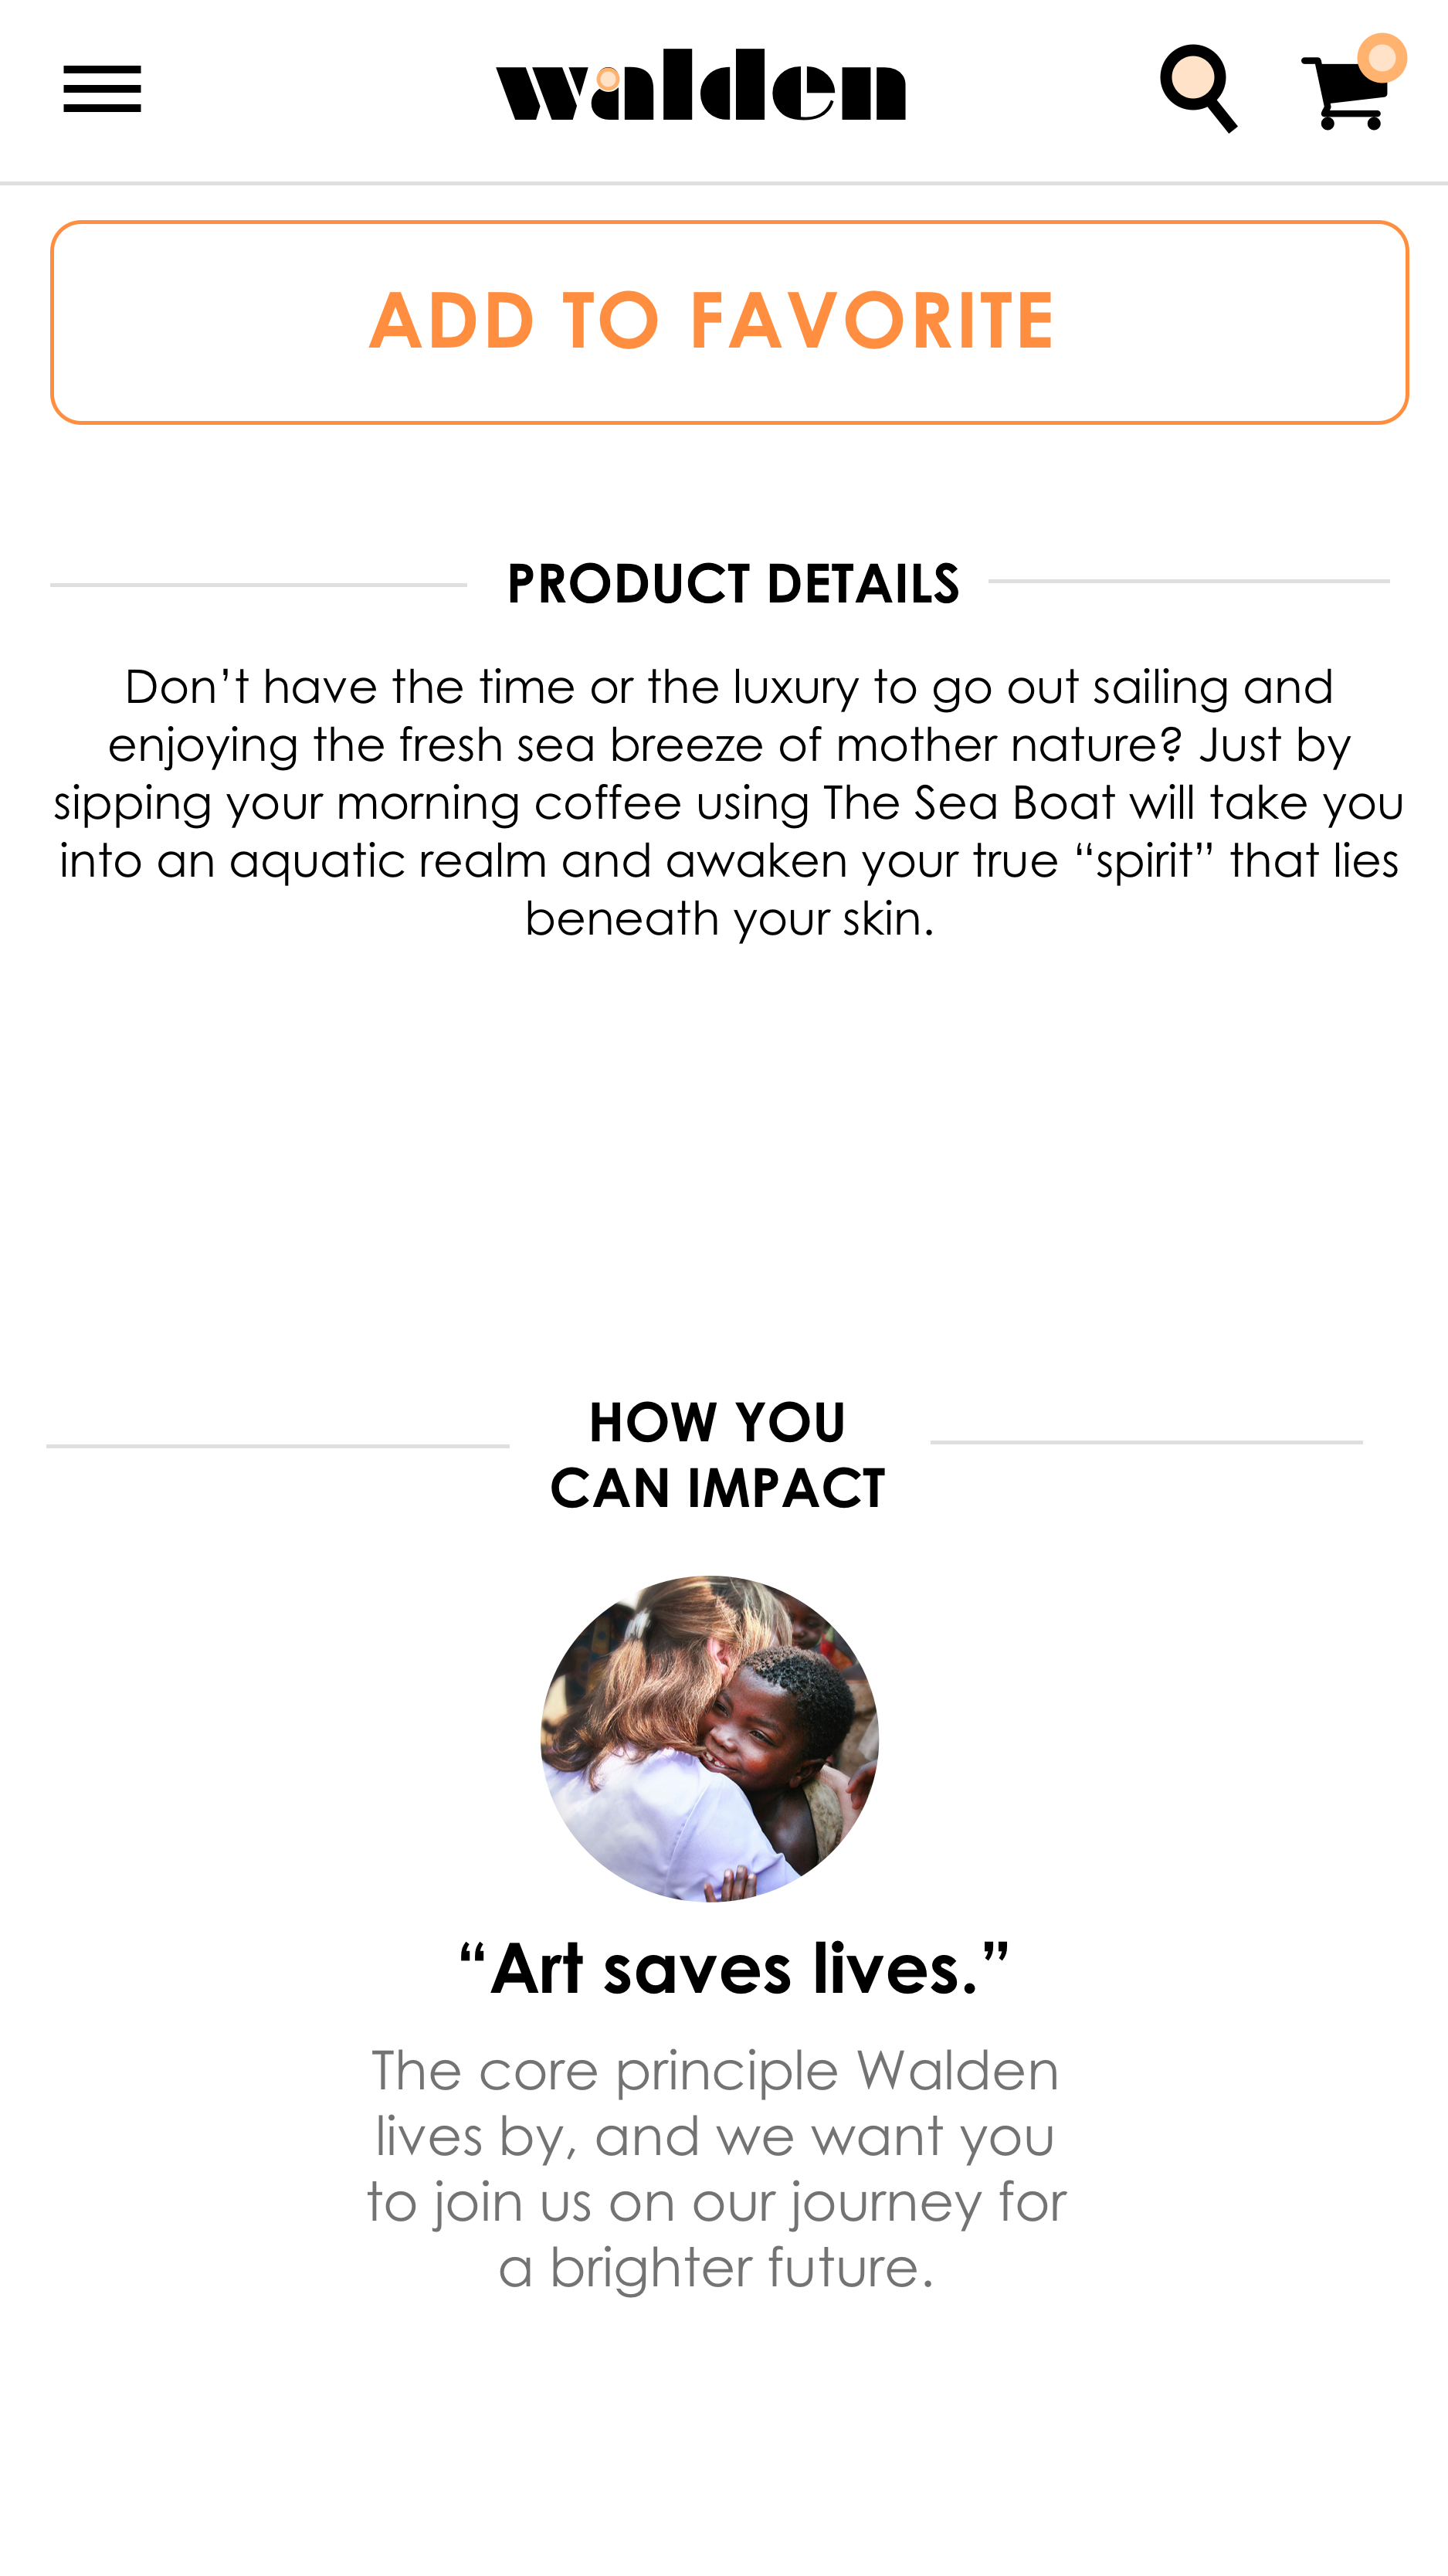 walden
ADD TO FAVORITE
PRODUCT DETAILS
Don’t have the time or the luxury to go out sailing and
enjoying the fresh sea breeze of mother nature? Just by
sipping your morning coffee using The Sea Boat will take you
into an aquatic realm and awaken your true “spirit” that lies
beneath your skin.
HOW YOU
CAN IMPACT
“Art saves lives.”
The core principle Walden
lives by, and we want you
to join us on our journey for
a brighter future.